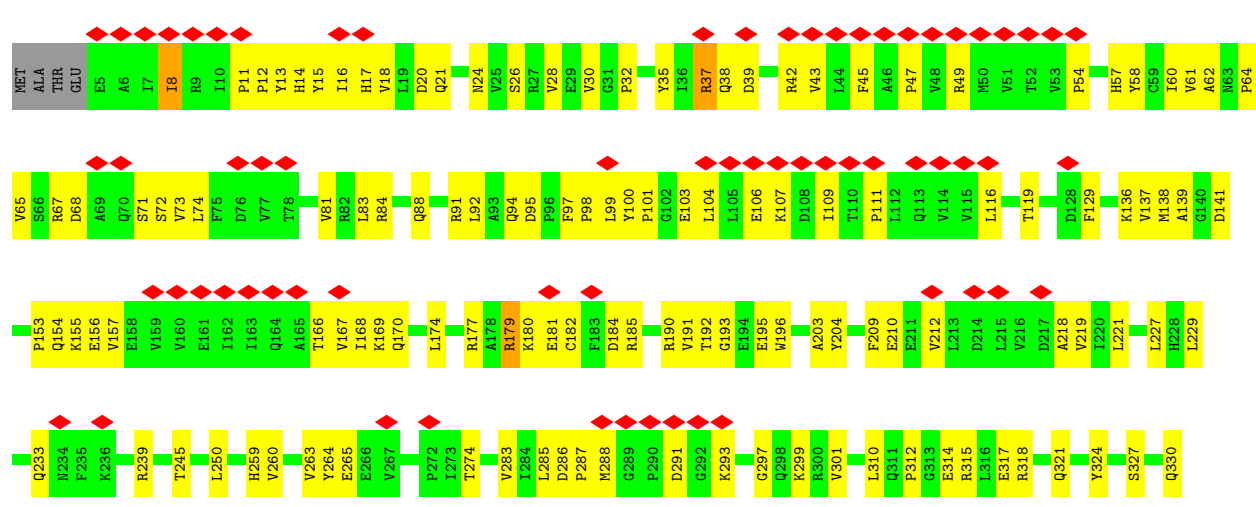 MET ALA THR GLU E5 A6 I7 I8 R9 I10 P11 P12 Y13 H14 Y15 I16 H17 V18 L19 D20 Q21 N24 V25 S26 R27 V28 E29 V30 G31 P32 Y35 I36 R37 Q38 D39 R42 V43 L44 F45 A46 P47 V48 R49 M50 V51 T52 V53 P54 H57 Y58 C59 I60 V61 A62 N63 P64
V65 S66 R67 D68 A69 Q70 S71 S72 V73 L74 F75 D76 V77 T78 V81 R82 L83 R84 Q88 R91 L92 A93 Q94 D95 P96 F97 P98 L99 Y100 P101 G102 E103 L104 L105 E106 K107 D108 I109 T110 P111 L112 Q113 V114 V115 L116 T119 D128 F129 K136 V137 M138 A139 G140 D141
P153 Q154 K155 E156 V157 E158 V159 V160 E161 I162 I163 Q164 A165 T166 V167 I168 K169 Q170 L174 R177 A178 R179 K180 E181 C182 F183 D184 R185 R190 V191 T192 G193 E194 E195 W196 A203 Y204 F209 E210 E211 V212 L213 D214 L215 V216 D217 A218 V219 I220 L221 L227 H228 L229
Q233 N234 F235 K236 R239 T245 L250 H259 V260 V263 Y264 E265 E266 V267 P272 I273 T274 V283 I284 L285 D286 P287 M288 G289 P290 D291 G292 K293 G297 Q298 K299 R300 V301 L310 Q311 P312 G313 E314 R315 L316 E317 R318 Q321 Y324 S327 Q330